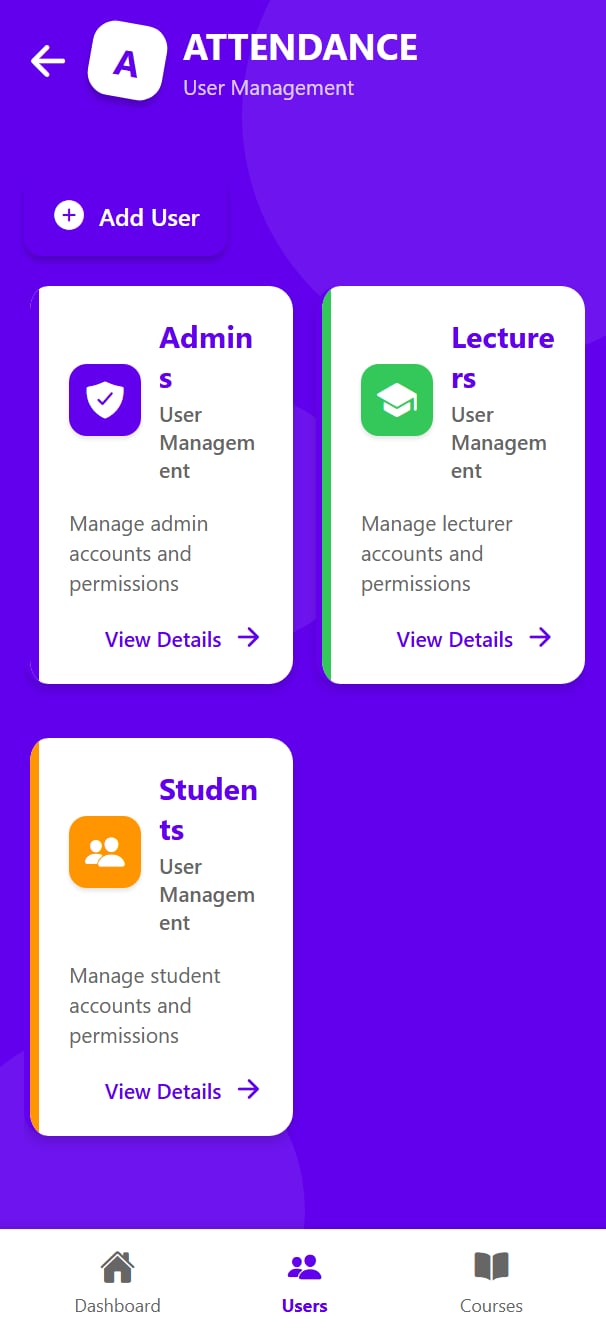 A
ATTENDANCE
User Management
Add User
Admin
s
User
Managem
ent
Manage admin
accounts and
permissions
View Details
Lecture
rs
User
Managem
ent
Manage lecturer
accounts and
permissions
View Details
Studen
ts
User
Managem
ent
Manage student
accounts and
permissions
View Details
Dashboard
Users
Courses